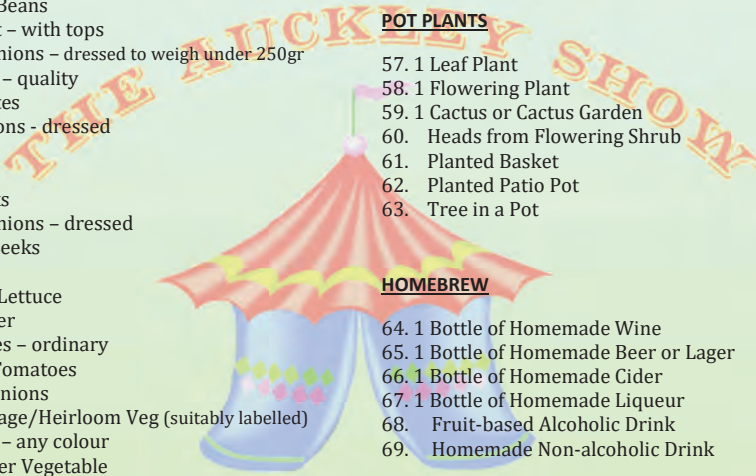 THE AUCKLEY SHOW
Beans
– with tops
nions – dressed to weigh under 250gr
– quality
ons - dressed
nions – dressed
eeks
Lettuce
er
es – ordinary
Tomatoes
nions
age/Heirloom Veg (suitably labelled)
– any colour
er Vegetable
POT PLANTS
57. 1 Leaf Plant
58. 1 Flowering Plant
59. 1 Cactus or Cactus Garden
60. Heads from Flowering Shrub
61. Planted Basket
62. Planted Patio Pot
63. Tree in a Pot
HOMEBREW
64. 1 Bottle of Homemade Wine
65. 1 Bottle of Homemade Beer or Lager
66. 1 Bottle of Homemade Cider
67. 1 Bottle of Homemade Liqueur
68. Fruit-based Alcoholic Drink
69. Homemade Non-alcoholic Drink